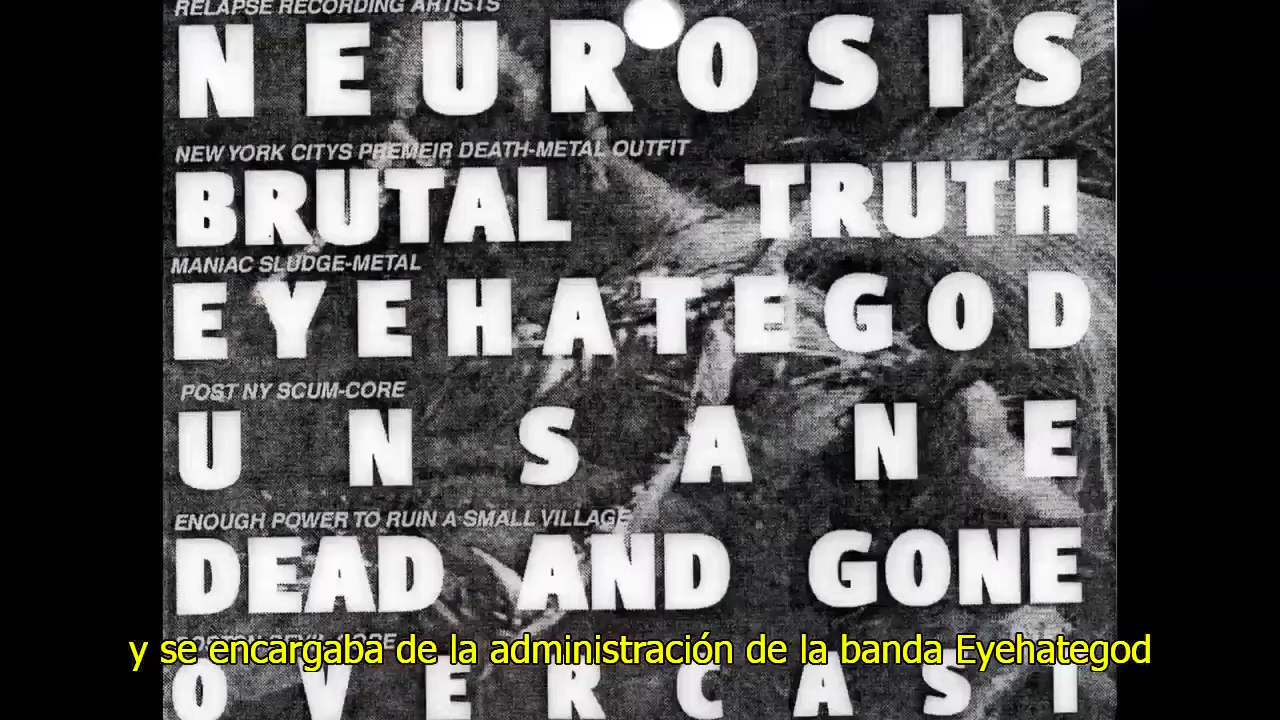 RELAPSE RECORDING ARTISTS
NEUROSIS
NEW YORK CITYS PREMEIR DEATH-METAL OUTFIT
BRUTAL TRUTH
MANIAC SLUDGE-METAL
EYEHATEGOD
POST NY SCUM-CORE
UNSANE
ENOUGH POWER TO RUIN A SMALL VILLAGE
DEAD AND GONE
y se encargaba de la administración de la banda Eyehategod
OVERCAST